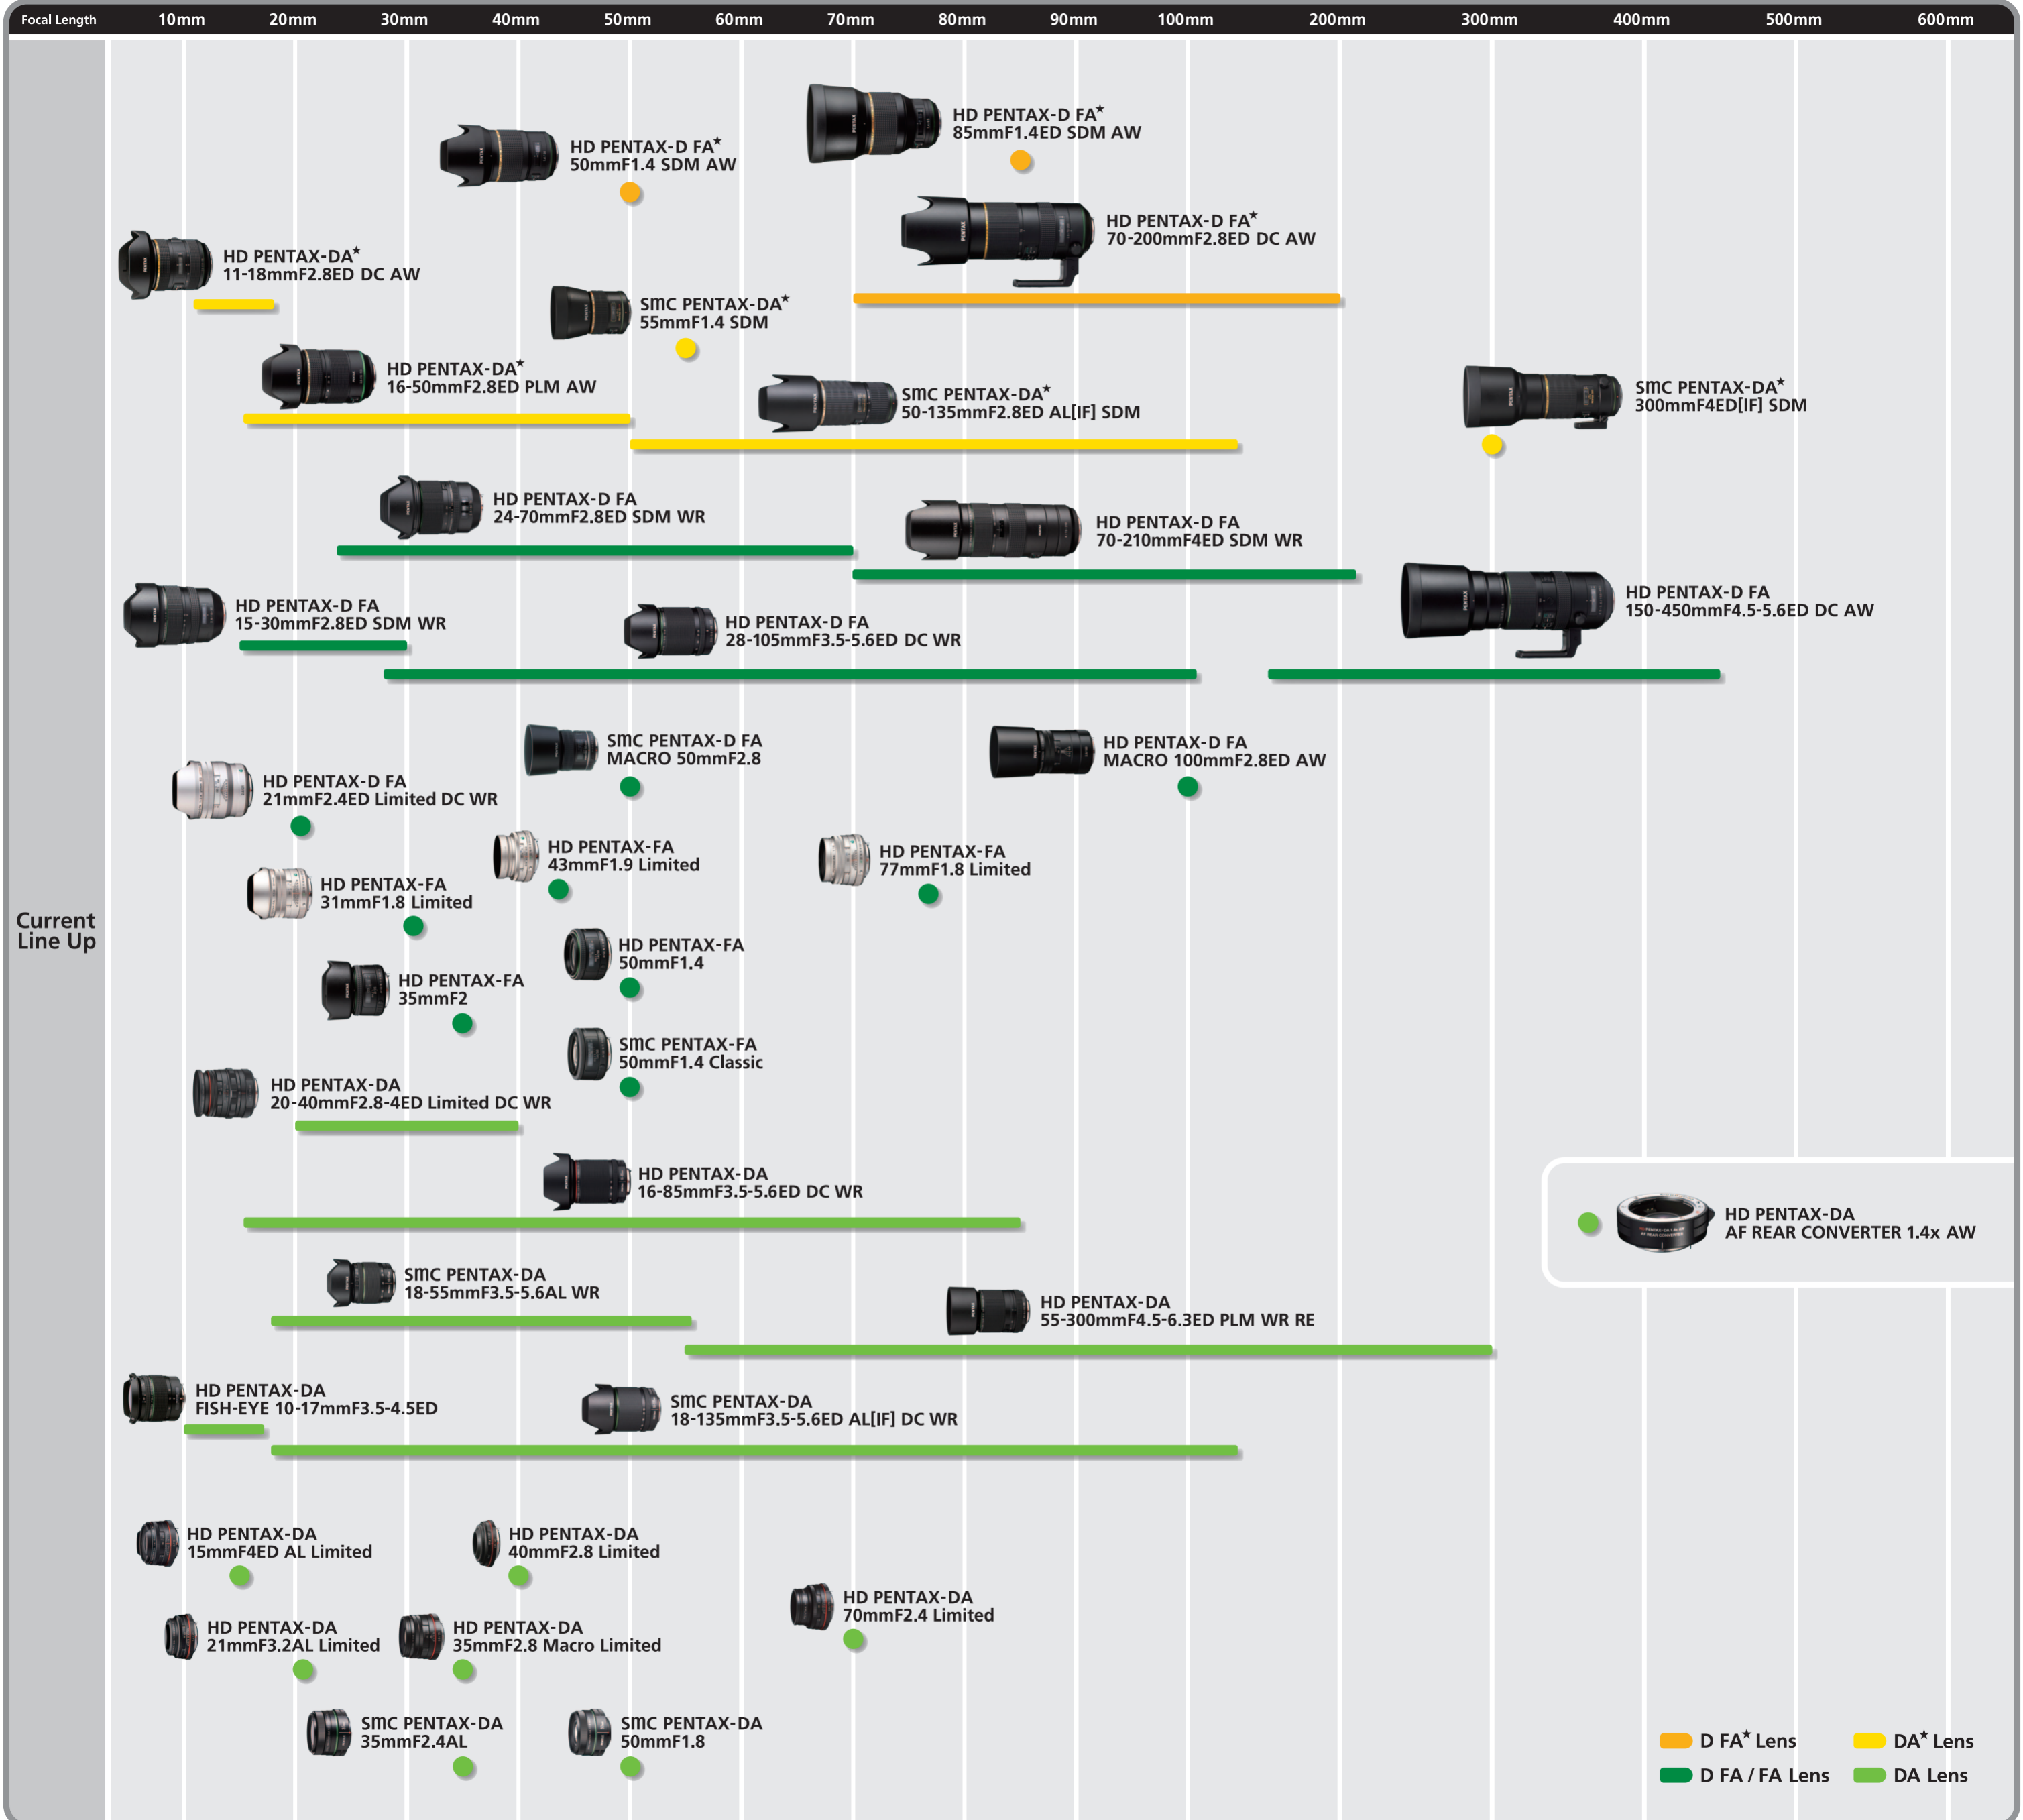 Focal Length 10mm 20mm 30mm 40mm 50mm 60mm 70mm 80mm 90mm 100mm 200mm 300mm 400mm 500mm 600mm
HD PENTAX-D FA★
85mmF1.4ED SDM AW
HD PENTAX-D FA★
50mmF1.4 SDM AW
HD PENTAX-D FA★
70-200mmF2.8ED DC AW
HD PENTAX-DA★
11-18mmF2.8ED DC AW
SMC PENTAX-DA★
55mmF1.4 SDM
HD PENTAX-DA★
16-50mmF2.8ED PLM AW
SMC PENTAX-DA★
50-135mmF2.8ED AL[IF] SDM
SMC PENTAX-DA★
300mmF4ED[IF] SDM
HD PENTAX-D FA
24-70mmF2.8ED SDM WR
HD PENTAX-D FA
70-210mmF4ED SDM WR
HD PENTAX-D FA
15-30mmF2.8ED SDM WR
HD PENTAX-D FA
28-105mmF3.5-5.6ED DC WR
HD PENTAX-D FA
150-450mmF4.5-5.6ED DC AW
SMC PENTAX-D FA
MACRO 50mmF2.8
HD PENTAX-D FA
MACRO 100mmF2.8ED AW
HD PENTAX-D FA
21mmF2.4ED Limited DC WR
HD PENTAX-FA
43mmF1.9 Limited
HD PENTAX-FA
77mmF1.8 Limited
HD PENTAX-FA
31mmF1.8 Limited
Current
Line Up
HD PENTAX-FA
50mmF1.4
HD PENTAX-FA
35mmF2
SMC PENTAX-FA
50mmF1.4 Classic
HD PENTAX-DA
20-40mmF2.8-4ED Limited DC WR
HD PENTAX-DA
16-85mmF3.5-5.6ED DC WR
HD PENTAX-DA
AF REAR CONVERTER 1.4x AW
SMC PENTAX-DA
18-55mmF3.5-5.6AL WR
HD PENTAX-DA
55-300mmF4.5-6.3ED PLM WR RE
HD PENTAX-DA
FISH-EYE 10-17mmF3.5-4.5ED
SMC PENTAX-DA
18-135mmF3.5-5.6ED AL[IF] DC WR
HD PENTAX-DA
15mmF4ED AL Limited
HD PENTAX-DA
40mmF2.8 Limited
HD PENTAX-DA
70mmF2.4 Limited
HD PENTAX-DA
21mmF3.2AL Limited
HD PENTAX-DA
35mmF2.8 Macro Limited
SMC PENTAX-DA
35mmF2.4AL
SMC PENTAX-DA
50mmF1.8
D FA★ Lens
DA★ Lens
D FA / FA Lens
DA Lens